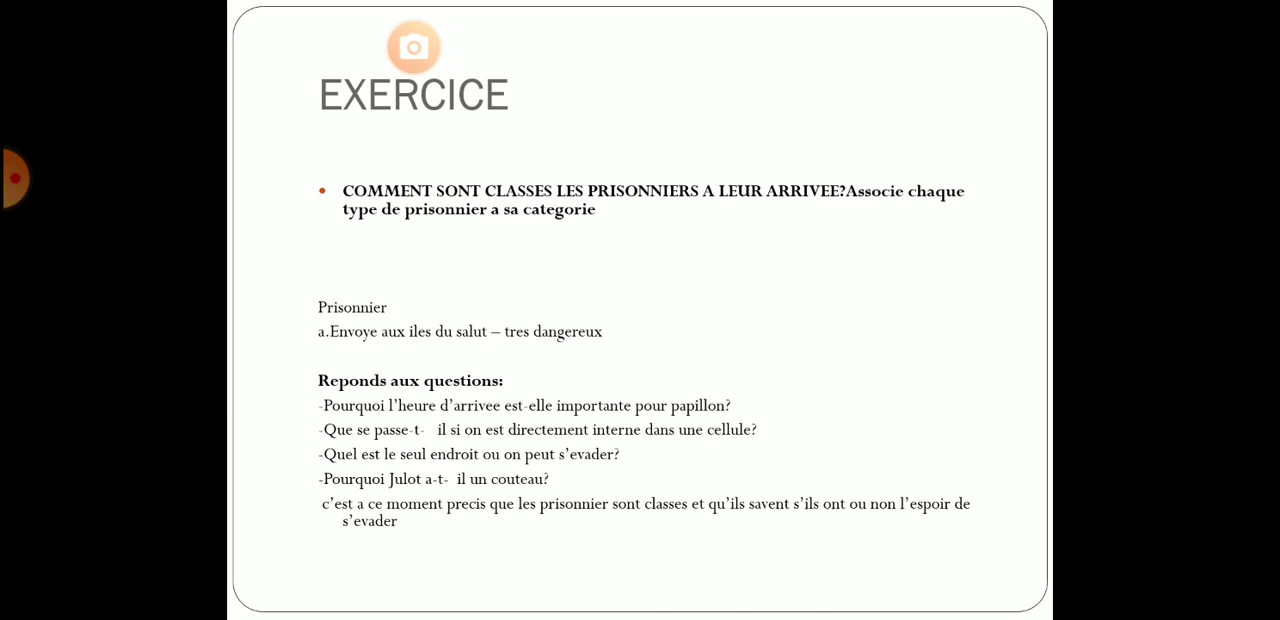 EXERCICE
• COMMENT SONT CLASSES LES PRISONNIERS A LEUR ARRIVEE?Associe chaque
type de prisonnier a sa categorie
Prisonnier
a.Envoye aux iles du salut – tres dangereux
Reponds aux questions:
-Pourquoi l’heure d’arrivee est-elle importante pour papillon?
-Que se passe-t- il si on est directement interne dans une cellule?
-Quel est le seul endroit ou on peut s’evader?
-Pourquoi Julot a-t- il un couteau?
c’est a ce moment precis que les prisonnier sont classes et qu’ils savent s’ils ont ou non l’espoir de
s’evader